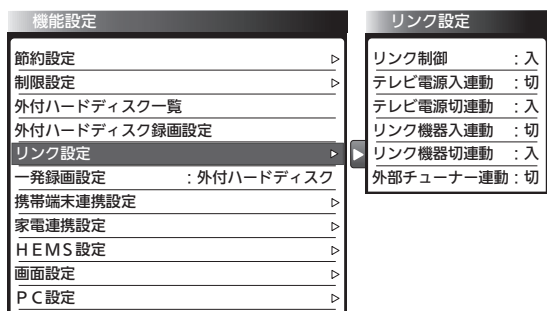 機能設定
節約設定
制限設定
外付ハードディスク一覧
外付ハードディスク録画設定
リンク設定
一発録画設定　：外付ハードディスク
携帯端末連携設定
家電連携設定
ＨＥＭＳ設定
画面設定
ＰＣ設定
リンク設定
リンク制御　：入
テレビ電源入連動　：切
テレビ電源切連動　：入
リンク機器入連動　：切
リンク機器切連動　：入
外部チューナー連動：切